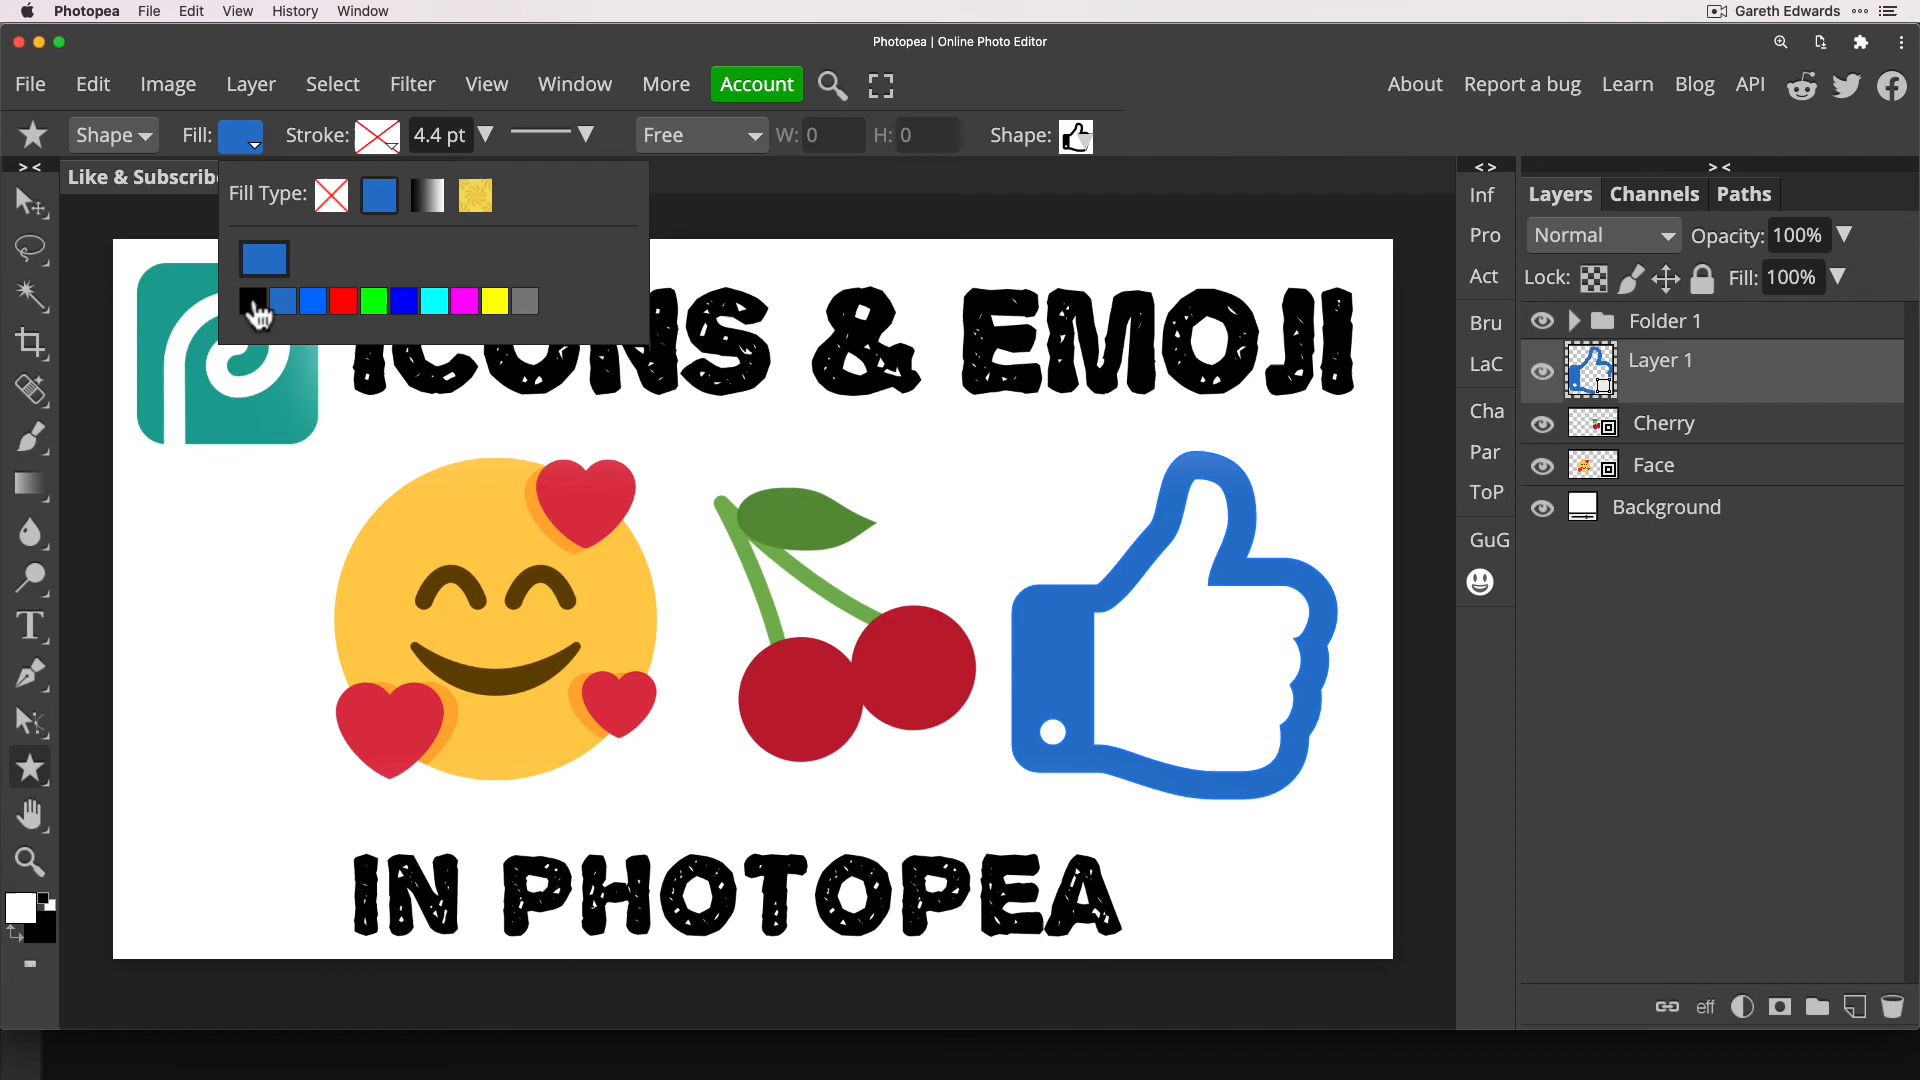 Photopea File Edit View History Window Gareth Edwards
Photopea | Online Photo Editor
File Edit Image Layer Select Filter View Window More Account About Report a bug Learn Blog API
Shape Fill: Stroke: 4.4 pt Free W: 0 H: 0 Shape:
> < < > > <
Like & Subscribe
Fill Type:
Inf
Pro
Act
Bru
LaC
Cha
Par
ToP
GuG
Layers Channels Paths
Normal Opacity: 100%
Lock: Fill: 100%
Folder 1
Layer 1
Cherry
Face
Background
eff
ICONS & EMOJI
IN PHOTOPEA